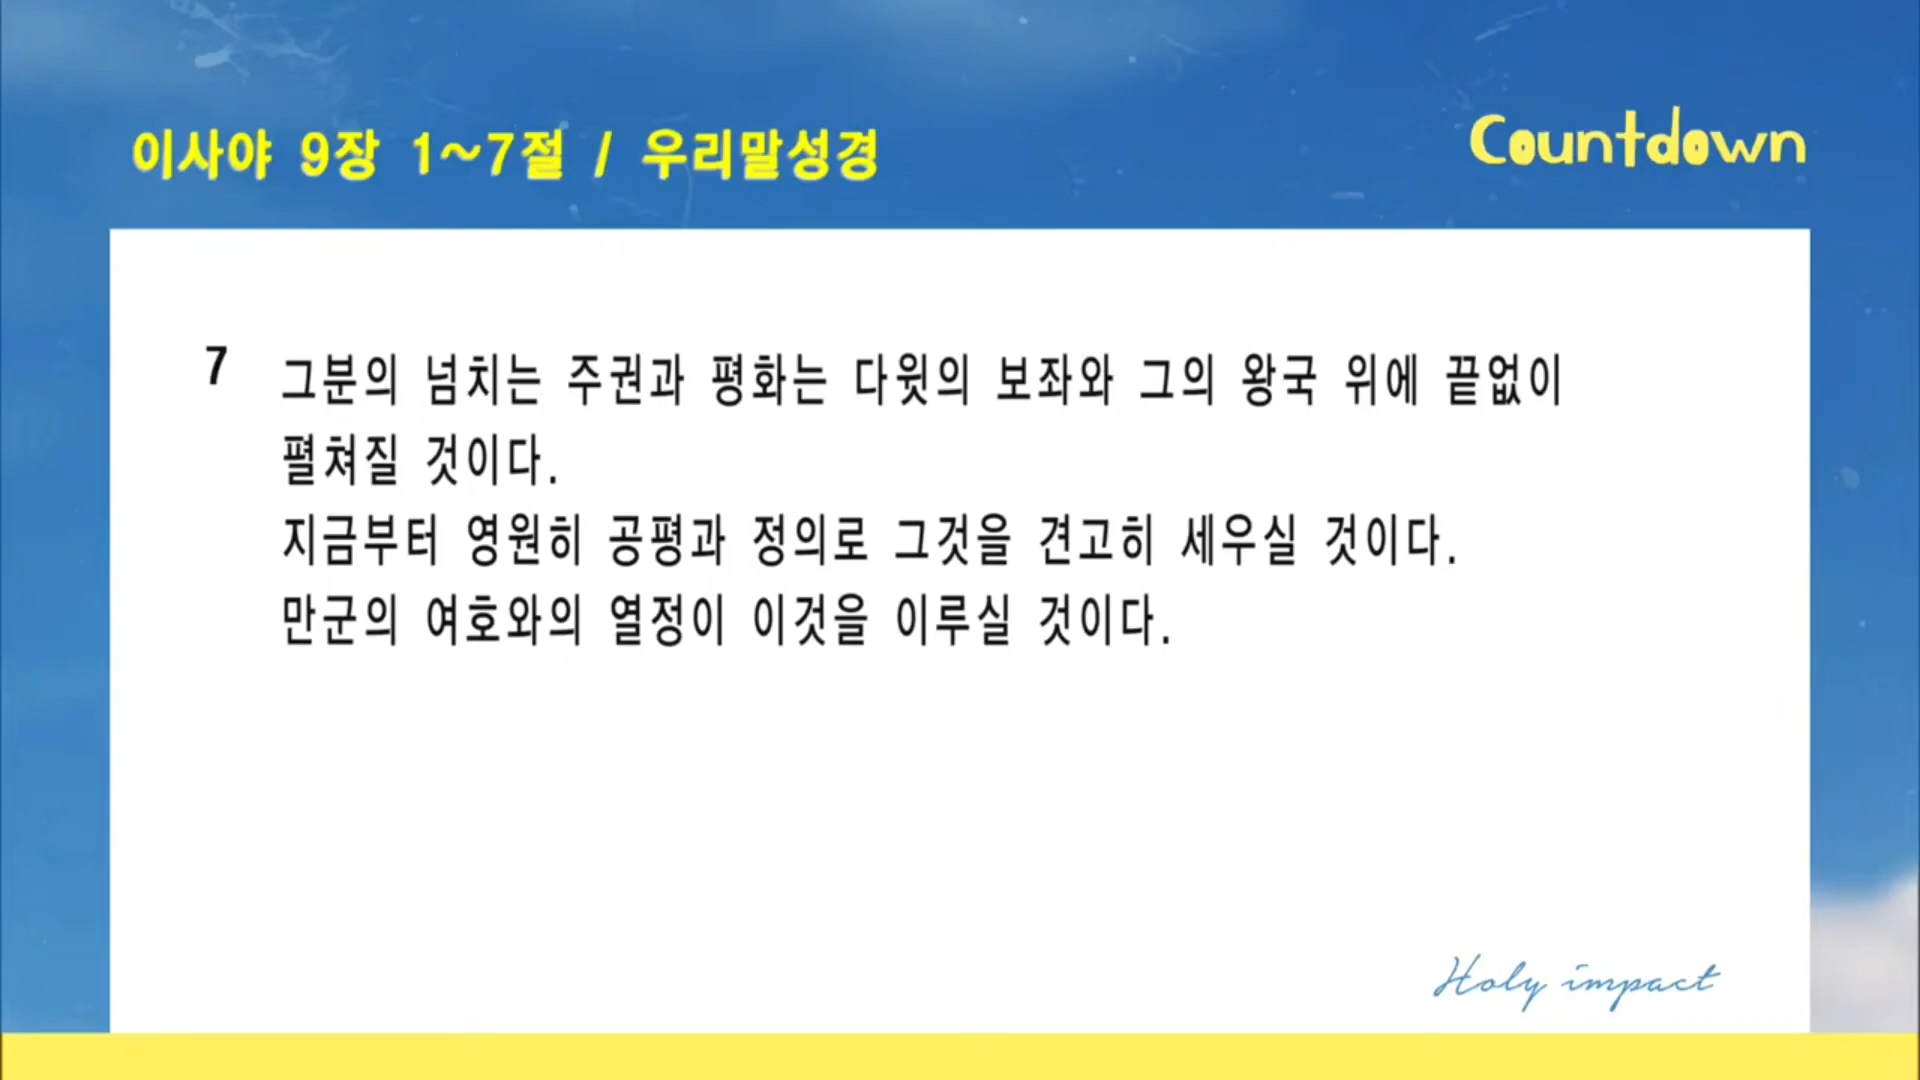 이사야 9장 1~7절 / 우리말성경
Countdown
7 그분의 넘치는 주권과 평화는 다윗의 보좌와 그의 왕국 위에 끝없이
펼쳐질 것이다.
지금부터 영원히 공평과 정의로 그것을 견고히 세우실 것이다.
만군의 여호와의 열정이 이것을 이루실 것이다.
Holy impact